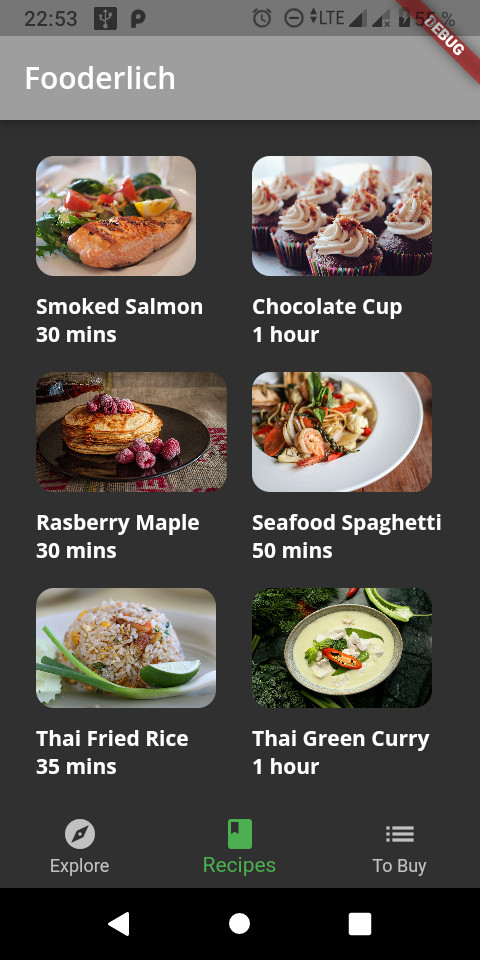 22:53
LTE
DEBUG
Fooderlich
Smoked Salmon
30 mins
Chocolate Cup
1 hour
Rasberry Maple
30 mins
Seafood Spaghetti
50 mins
Thai Fried Rice
35 mins
Thai Green Curry
1 hour
Explore
Recipes
To Buy